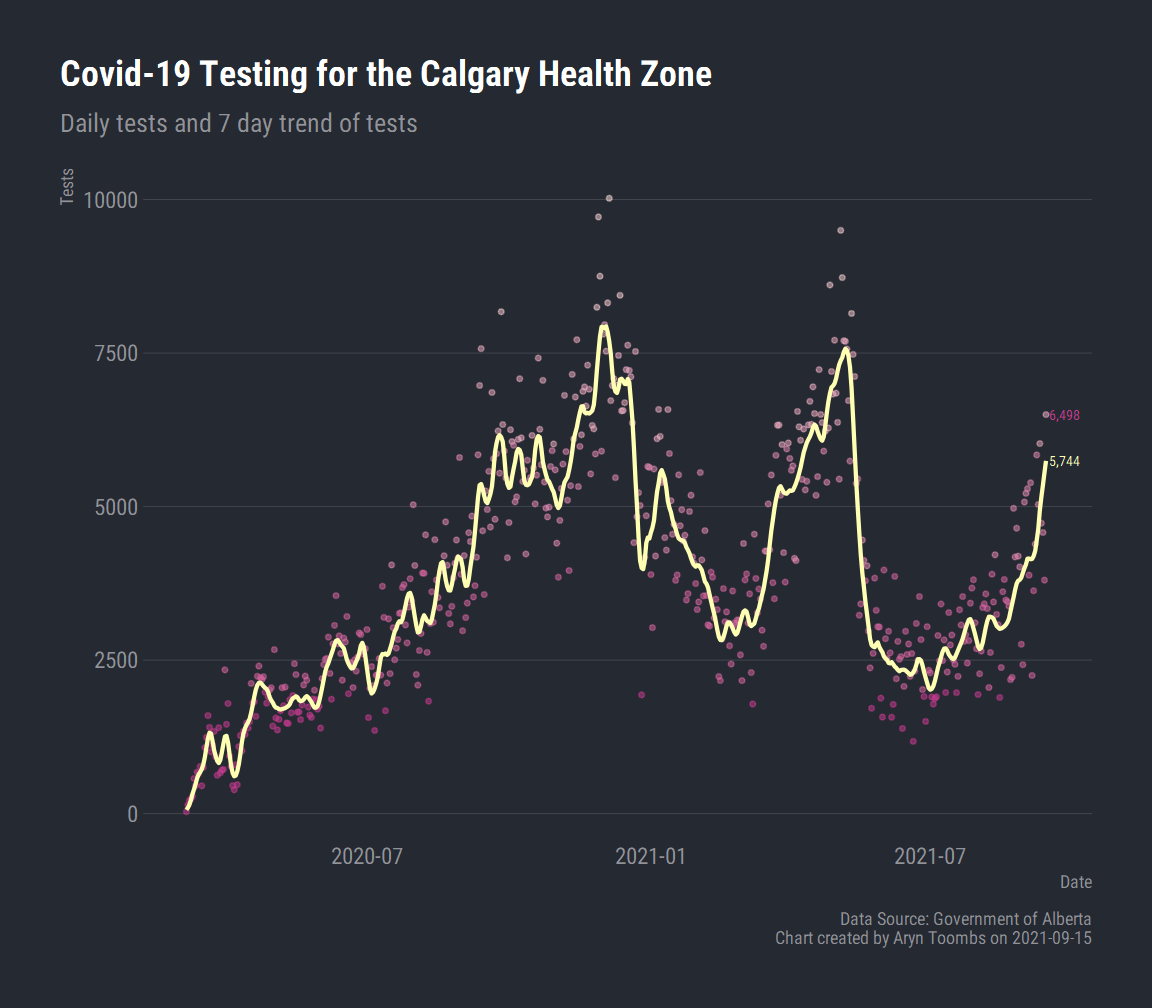 Covid-19 Testing for the Calgary Health Zone
Daily tests and 7 day trend of tests
Tests
10000
7500
5000
2500
0
6,498
5,744
2020-07
2021-01
2021-07
Date
Data Source: Government of Alberta
Chart created by Aryn Toombs on 2021-09-15